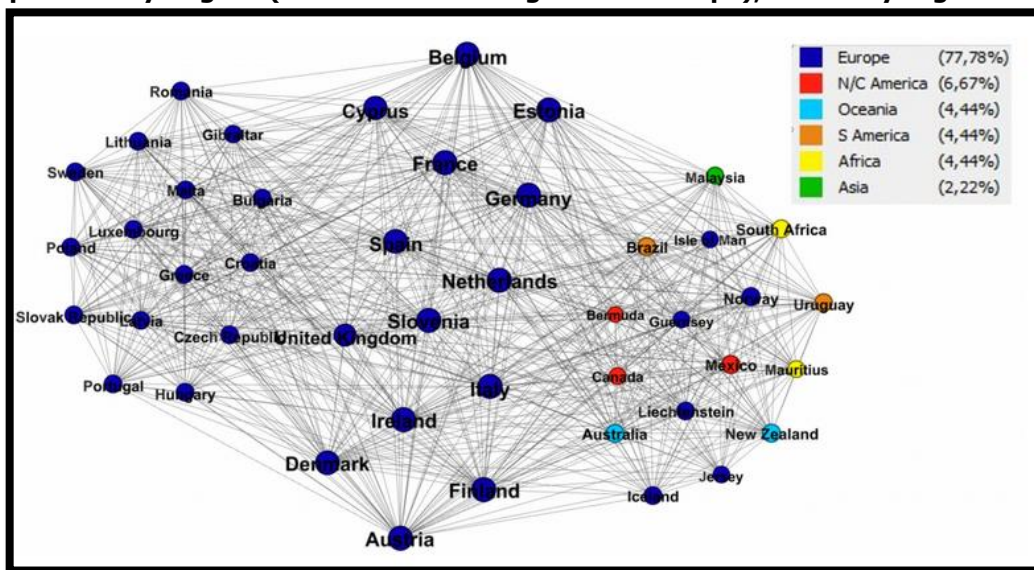 Belgium
Romania
Cyprus
Estonia
Gibraltar
Lithuania
France
Sweden
Malta
Germany
Bulgaria
Luxembourg
Poland
Spain
Croatia
Greece
Netherlands
Slovak Republic
Latvia
Slovenia
Czech Republic
United Kingdom
Portugal
Hungary
Italy
Ireland
Denmark
Finland
Austria
Malaysia
South Africa
Isle of Man
Brazil
Norway
Uruguay
Bermuda
Guernsey
Mexico
Mauritius
Canada
Liechtenstein
Australia
New Zealand
Jersey
Iceland
Europe (77,78%)
N/C America (6,67%)
Oceania (4,44%)
S America (4,44%)
Africa (4,44%)
Asia (2,22%)